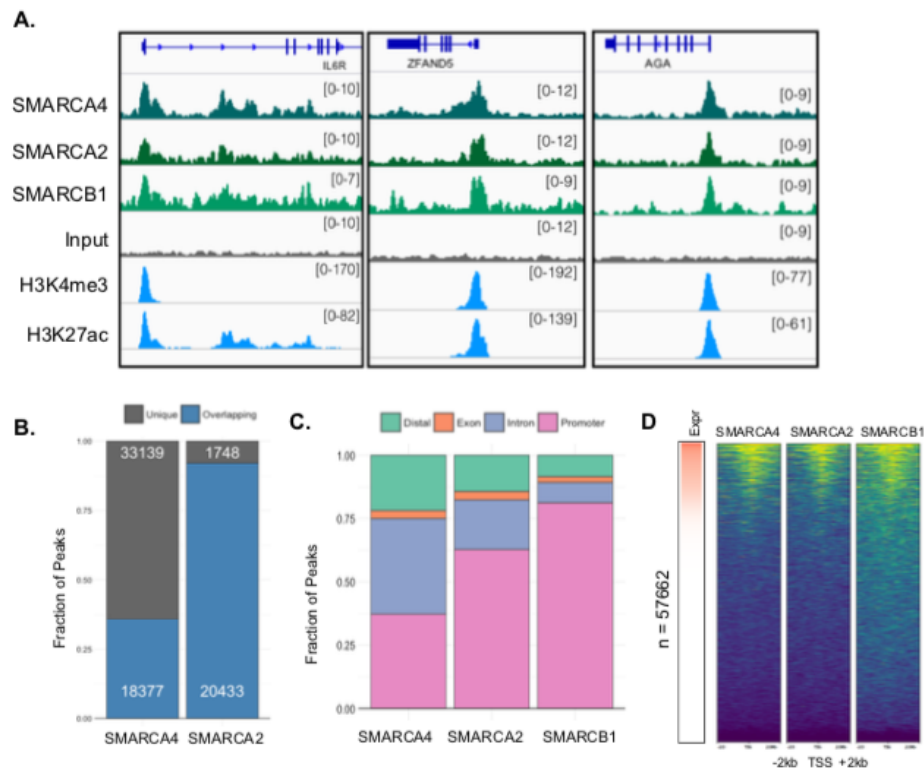 A.
IL6R
ZFAND5
AGA
SMARCA4
[0-10]
[0-12]
[0-9]
SMARCA2
[0-10]
[0-12]
[0-9]
SMARCB1
[0-7]
[0-9]
[0-9]
Input
[0-10]
[0-12]
[0-9]
H3K4me3
[0-170]
[0-192]
[0-77]
H3K27ac
[0-82]
[0-139]
[0-61]
B.
Unique Overlapping
Fraction of Peaks
1.00
0.75
0.50
0.25
0.00
33139
1748
18377
20433
SMARCA4 SMARCA2
C.
Distal Exon Intron Promoter
Fraction of Peaks
1.00
0.75
0.50
0.25
0.00
SMARCA4 SMARCA2 SMARCB1
D
Expr
SMARCA4 SMARCA2 SMARCB1
n = 57662
-2kb TSS +2kb